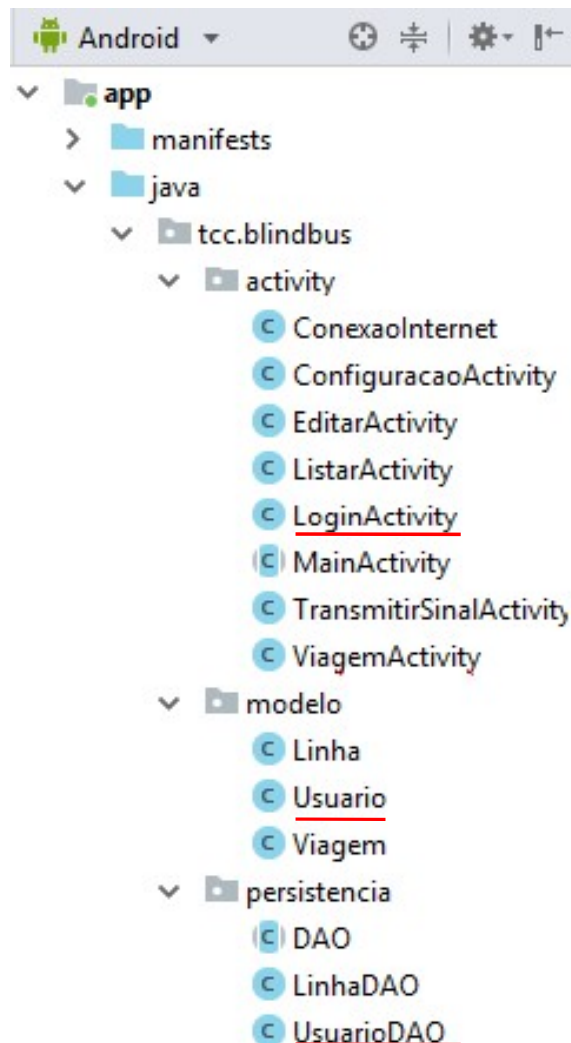 Android
app
manifests
java
tcc.blindbus
activity
ConexaoInternet
ConfiguracaoActivity
EditarActivity
ListarActivity
LoginActivity
MainActivity
TransmitirSinalActivity
ViagemActivity
modelo
Linha
Usuario
Viagem
persistencia
DAO
LinhaDAO
UsuarioDAO